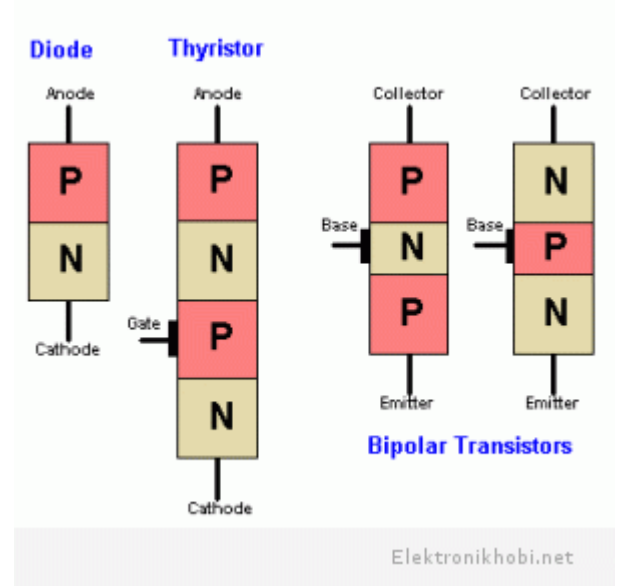 Diode
Thyristor
Anode
Anode
Collector
Collector
P
P
P
N
N
N
Base
N
Base
P
Gate
P
P
N
Cathode
N
Emitter
Emitter
Bipolar Transistors
Cathode
Elektronikhobi.net